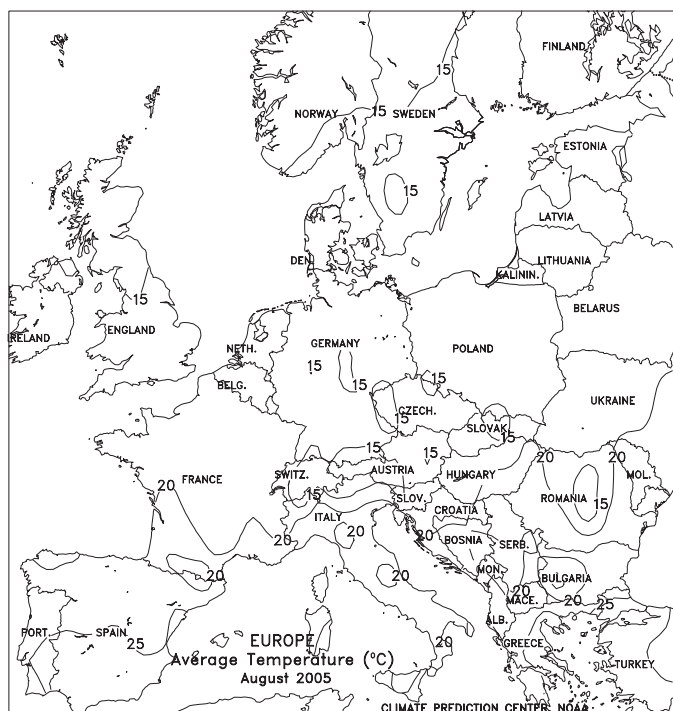 FINLAND
15
NORWAY 15 SWEDEN
ESTONIA
15
LATVIA
DEN.
LITHUANIA
KALININ.
15
BELARUS
IRELAND
ENGLAND
NETH.
GERMANY
POLAND
15
15
15
BELG.
UKRAINE
CZECH.
15
SLOVAK.
15
15
15
20
20
FRANCE
20
SWITZ.
AUSTRIA
HUNGARY
MOL.
15
SLOV.
ROMANIA
15
ITALY
CROATIA
20
20
BOSNIA
SERB.
MON.
20
20
BULGARIA
20
MACE.
20
25
ALB.
PORT.
SPAIN
25
20
GREECE
TURKEY
EUROPE
Average Temperature (°C)
August 2005
CLIMATE PREDICTION CENTER, NOAA